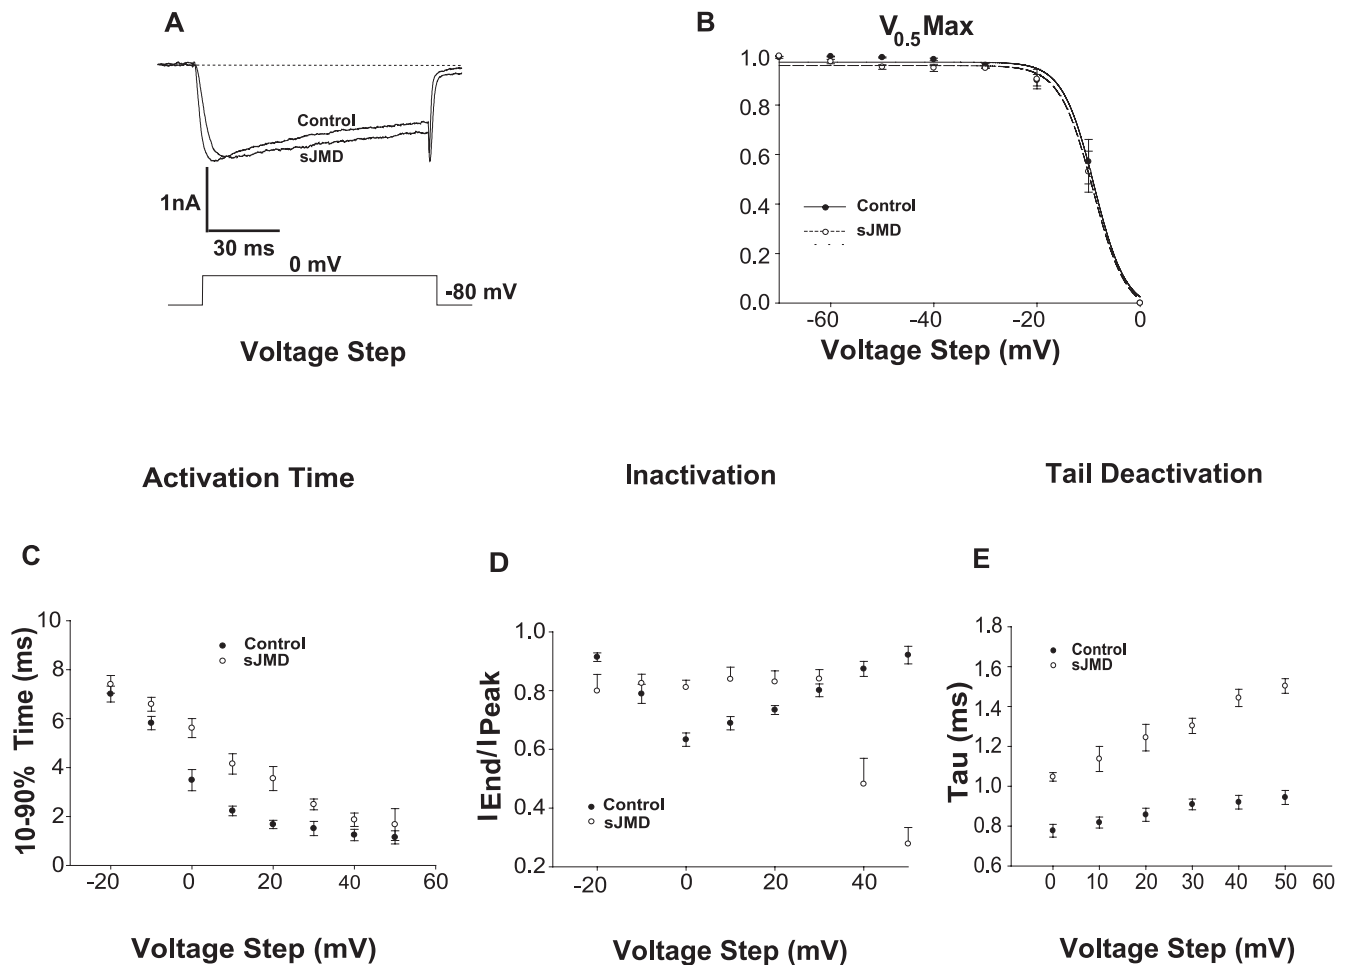 A
Control
sJMD
1nA
30 ms
0 mV
-80 mV
Voltage Step
B
V0.5Max
1.0
0.8
0.6
0.4
0.2
0.0
Control
sJMD
-60
-40
-20
0
Voltage Step (mV)
Activation Time
Inactivation
Tail Deactivation
C
10-90% Time (ms)
10
8
6
4
2
0
Control
sJMD
-20
0
20
40
60
Voltage Step (mV)
D
IEnd/IPeak
1.0
0.8
0.6
0.4
0.2
Control
sJMD
-20
0
20
40
Voltage Step (mV)
E
Tau (ms)
1.8
1.6
1.4
1.2
1.0
0.8
0.6
Control
sJMD
0
10
20
30
40
50
60
Voltage Step (mV)